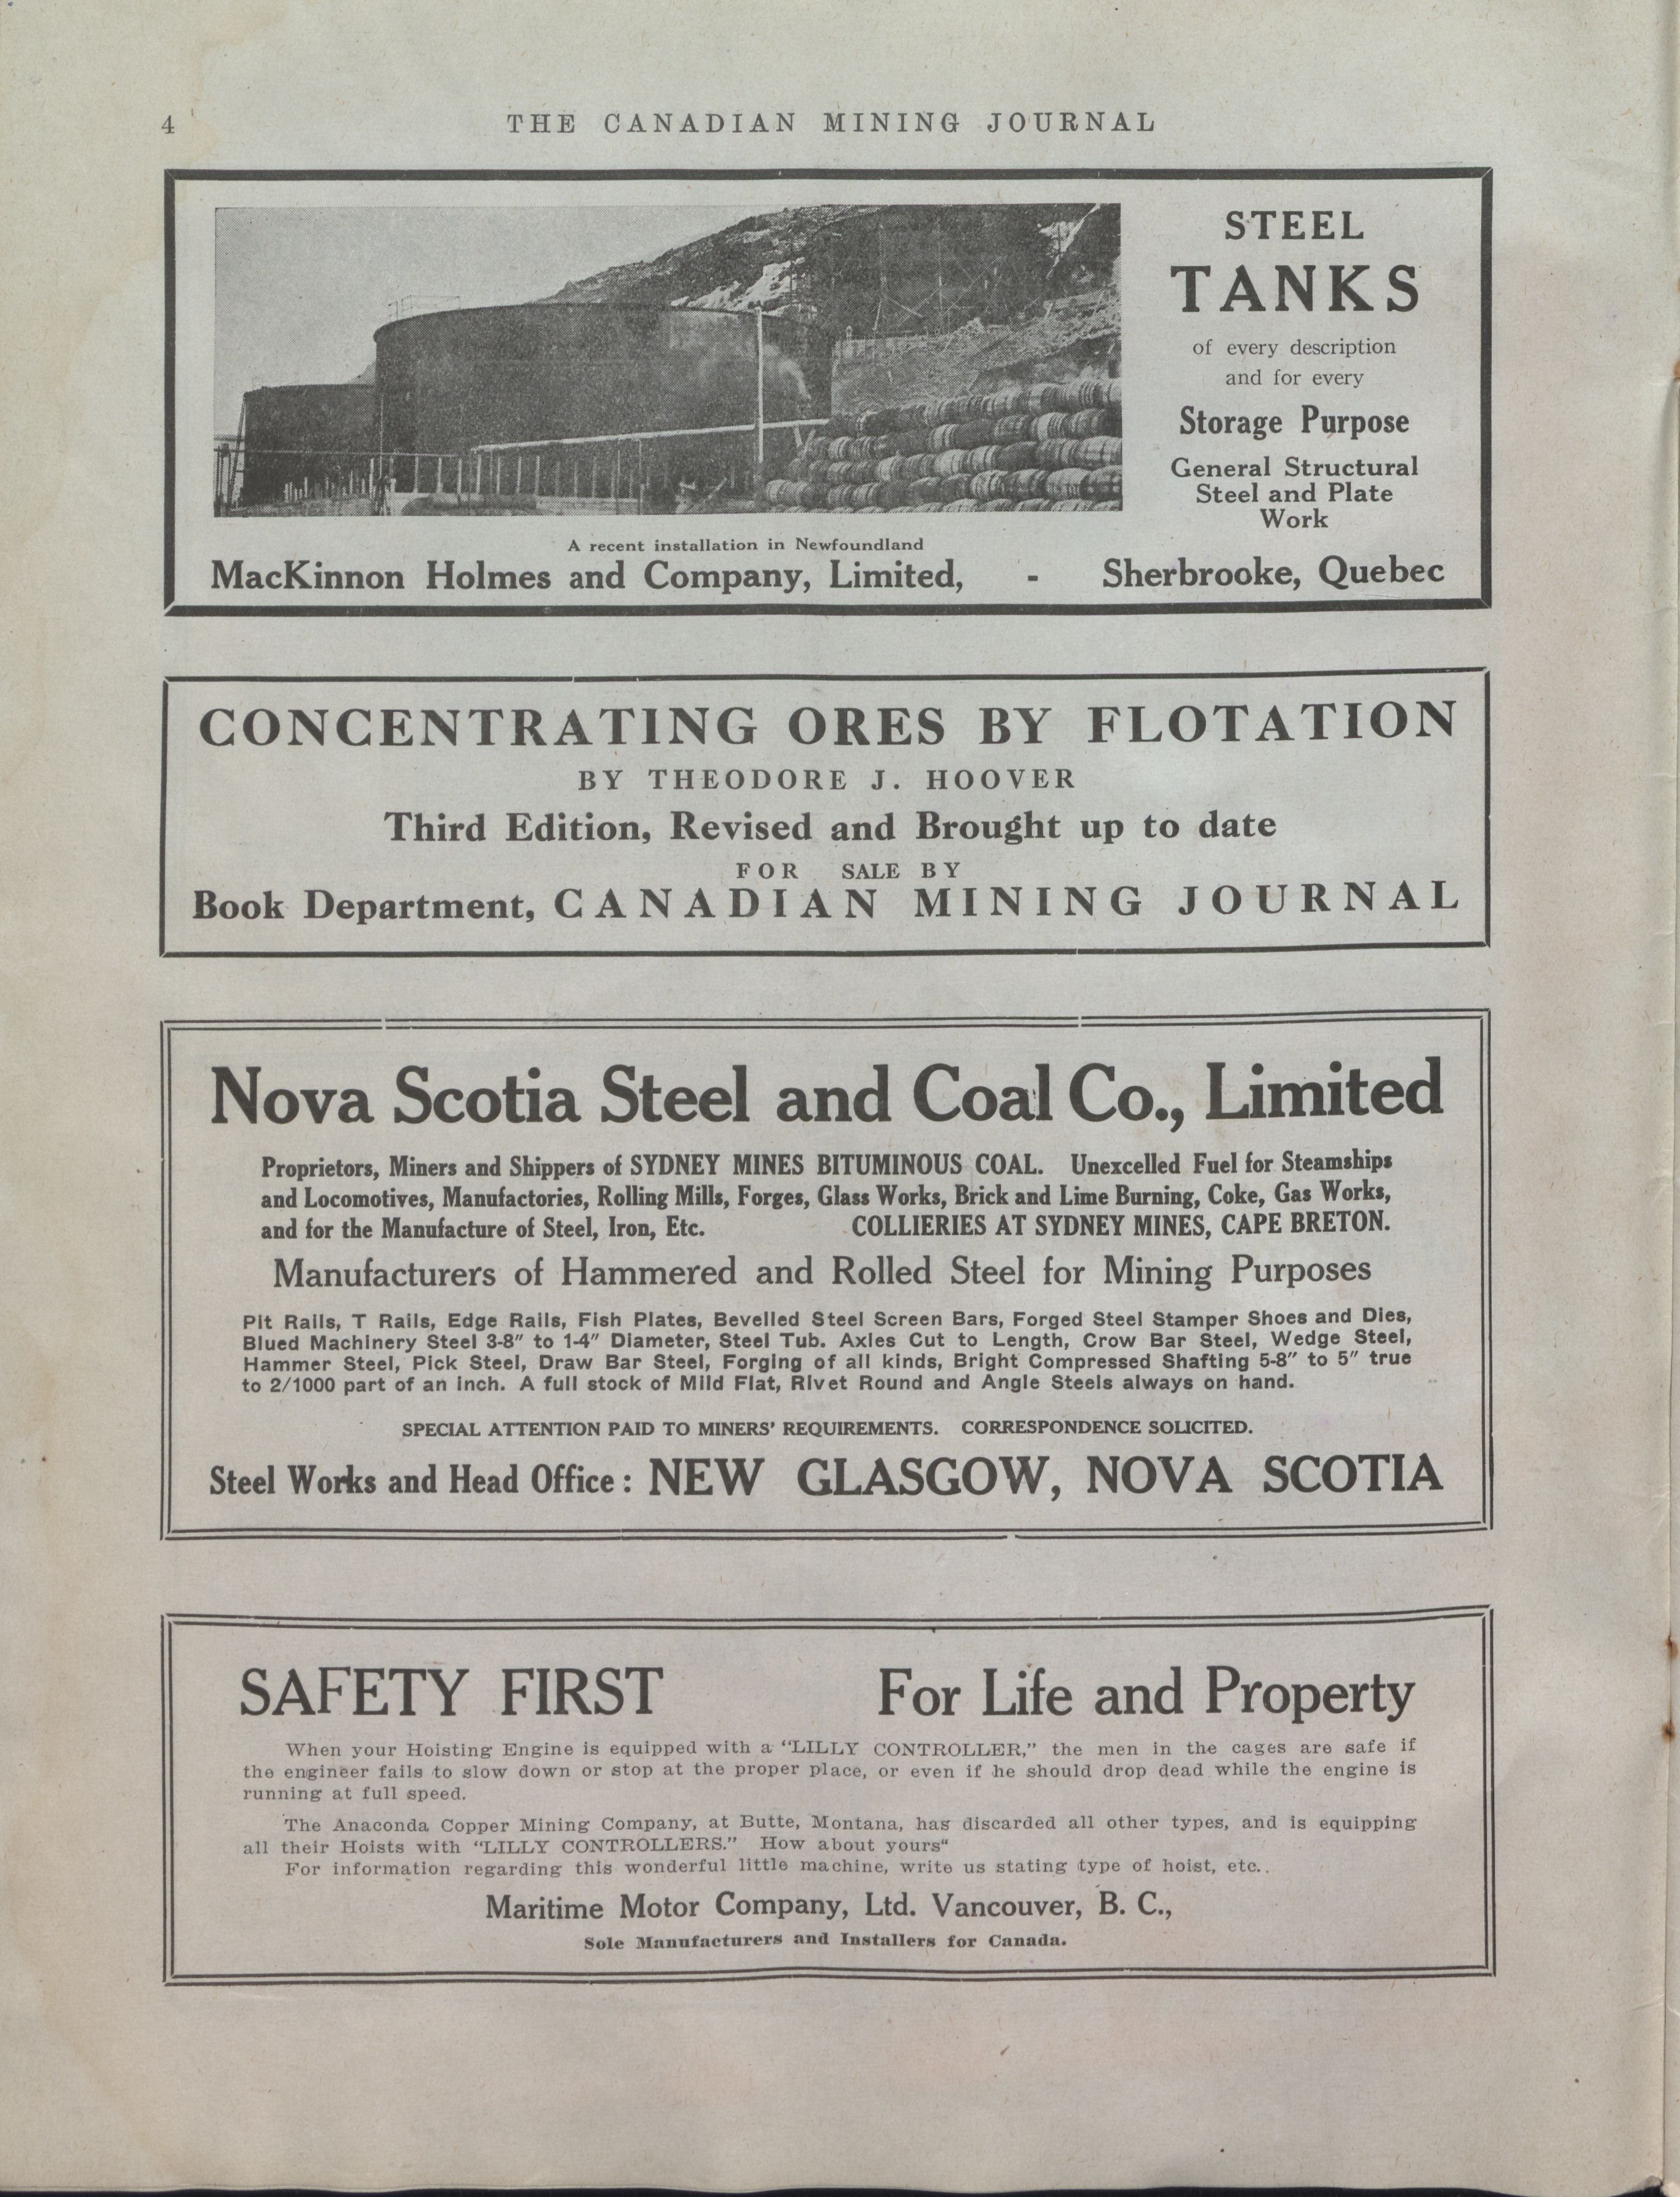 4
THE CANADIAN MINING JOURNAL
STEEL
TANKS
of every description
and for every
Storage Purpose
General Structural
Steel and Plate
Work
A recent installation in Newfoundland
MacKinnon Holmes and Company, Limited, - Sherbrooke, Quebec
CONCENTRATING ORES BY FLOTATION
BY THEODORE J. HOOVER
Third Edition, Revised and Brought up to date
FOR SALE BY
Book Department, CANADIAN MINING JOURNAL
Nova Scotia Steel and Coal Co., Limited
Proprietors, Miners and Shippers of SYDNEY MINES BITUMINOUS COAL. Unexcelled Fuel for Steamships
and Locomotives, Manufactories, Rolling Mills, Forges, Glass Works, Brick and Lime Burning, Coke, Gas Works,
and for the Manufacture of Steel, Iron, Etc. COLLIERIES AT SYDNEY MINES, CAPE BRETON.
Manufacturers of Hammered and Rolled Steel for Mining Purposes
Pit Rails, T Rails, Edge Rails, Fish Plates, Bevelled Steel Screen Bars, Forged Steel Stamper Shoes and Dies,
Blued Machinery Steel 3-8″ to 1-4″ Diameter, Steel Tub. Axles Cut to Length, Crow Bar Steel, Wedge Steel,
Hammer Steel, Pick Steel, Draw Bar Steel, Forging of all kinds, Bright Compressed Shafting 5-8″ to 5″ true
to 2/1000 part of an inch. A full stock of Mild Flat, Rivet Round and Angle Steels always on hand.
SPECIAL ATTENTION PAID TO MINERS' REQUIREMENTS. CORRESPONDENCE SOLICITED.
Steel Works and Head Office : NEW GLASGOW, NOVA SCOTIA
SAFETY FIRST For Life and Property
When your Hoisting Engine is equipped with a "LILLY CONTROLLER," the men in the cages are safe if
the engineer fails to slow down or stop at the proper place, or even if he should drop dead while the engine is
running at full speed.
The Anaconda Copper Mining Company, at Butte, Montana, has discarded all other types, and is equipping
all their Hoists with "LILLY CONTROLLERS." How about yours"
For information regarding this wonderful little machine, write us stating type of hoist, etc..
Maritime Motor Company, Ltd. Vancouver, B. C.,
Sole Manufacturers and Installers for Canada.